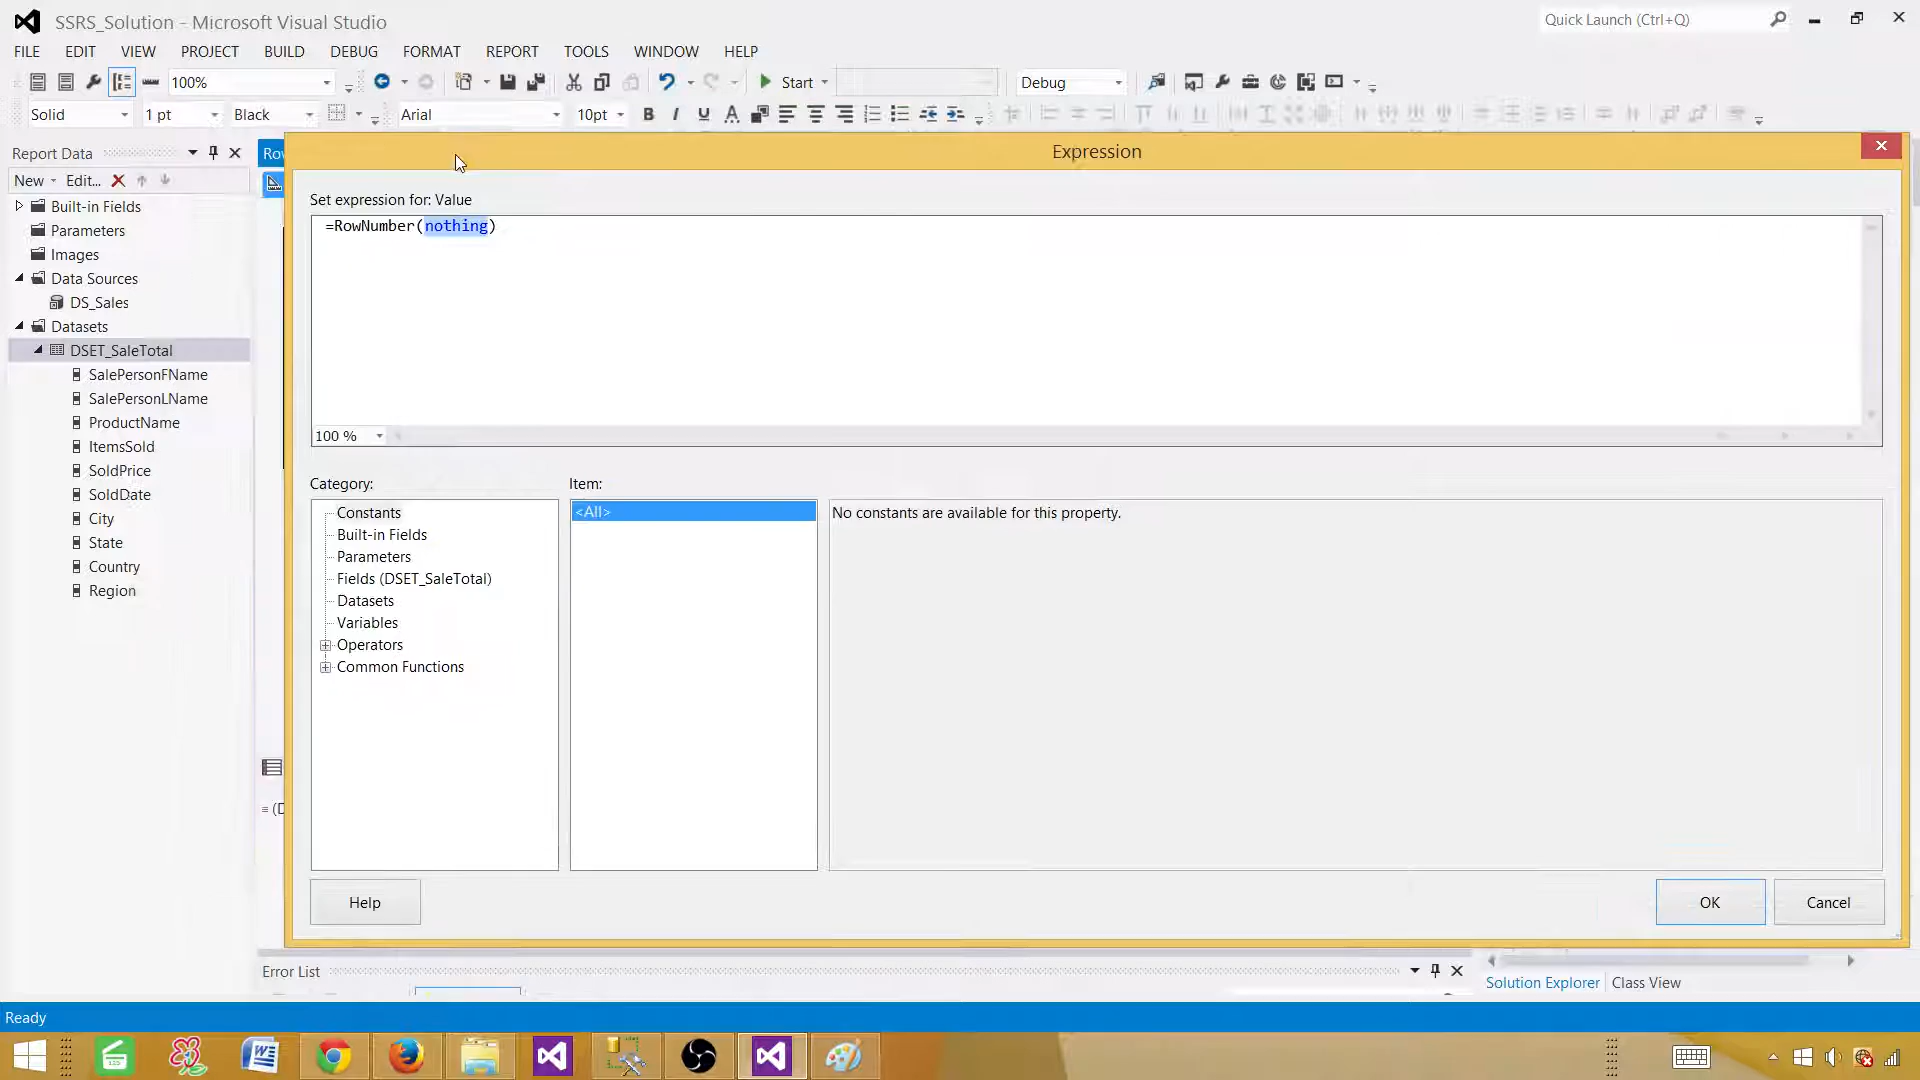 SSRS_Solution - Microsoft Visual Studio
Quick Launch (Ctrl+Q)
FILE EDIT VIEW PROJECT BUILD DEBUG FORMAT REPORT TOOLS WINDOW HELP
100% Start Debug
Solid 1 pt Black Arial 10pt B I U A
Report Data
Expression
New Edit...
Built-in Fields
Parameters
Images
Data Sources
DS_Sales
Datasets
DSET_SaleTotal
SalePersonFName
SalePersonLName
ProductName
ItemsSold
SoldPrice
SoldDate
City
State
Country
Region
Set expression for: Value
=RowNumber(nothing)
100 %
Category:
Constants
Built-in Fields
Parameters
Fields (DSET_SaleTotal)
Datasets
Variables
Operators
Common Functions
Item:
<All>
No constants are available for this property.
Help
OK
Cancel
Error List
Solution Explorer Class View
Ready